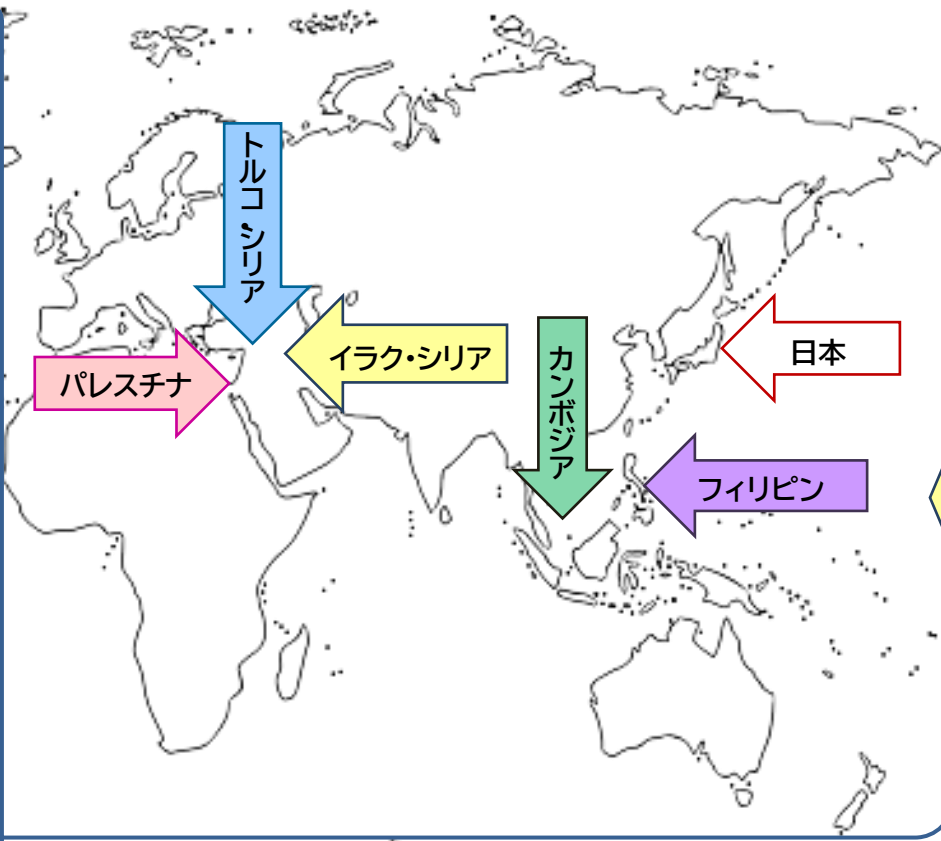 トルコ・シリア
パレスチナ
イラク・シリア
カンボジア
日本
フィリピン